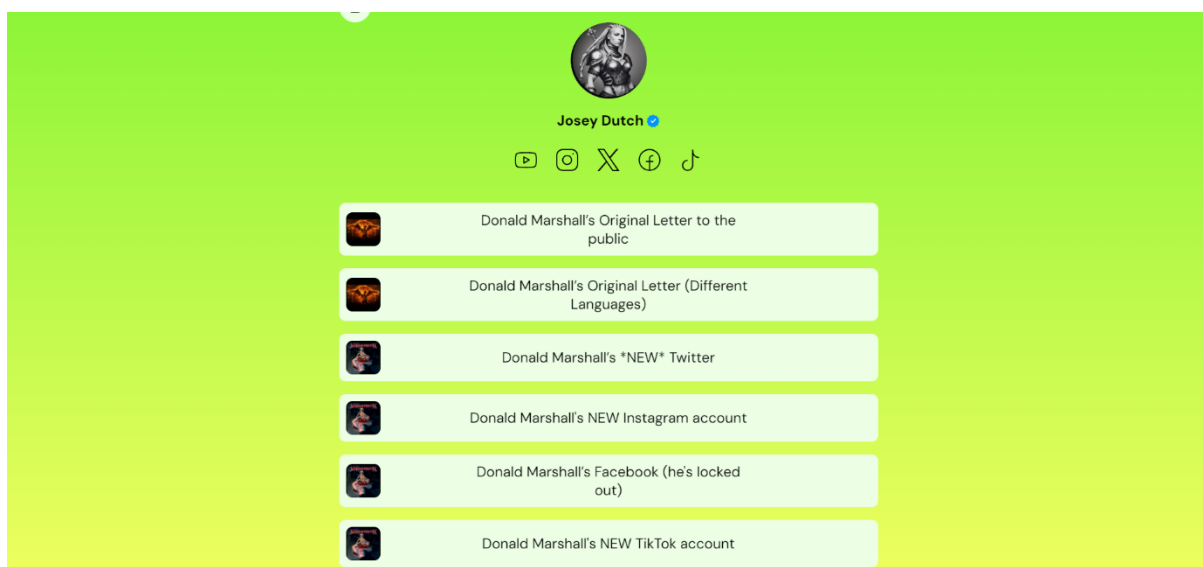 Josey Dutch
Donald Marshall’s Original Letter to the
public
Donald Marshall’s Original Letter (Different
Languages)
Donald Marshall’s *NEW* Twitter
Donald Marshall's NEW Instagram account
Donald Marshall’s Facebook (he's locked
out)
Donald Marshall's NEW TikTok account